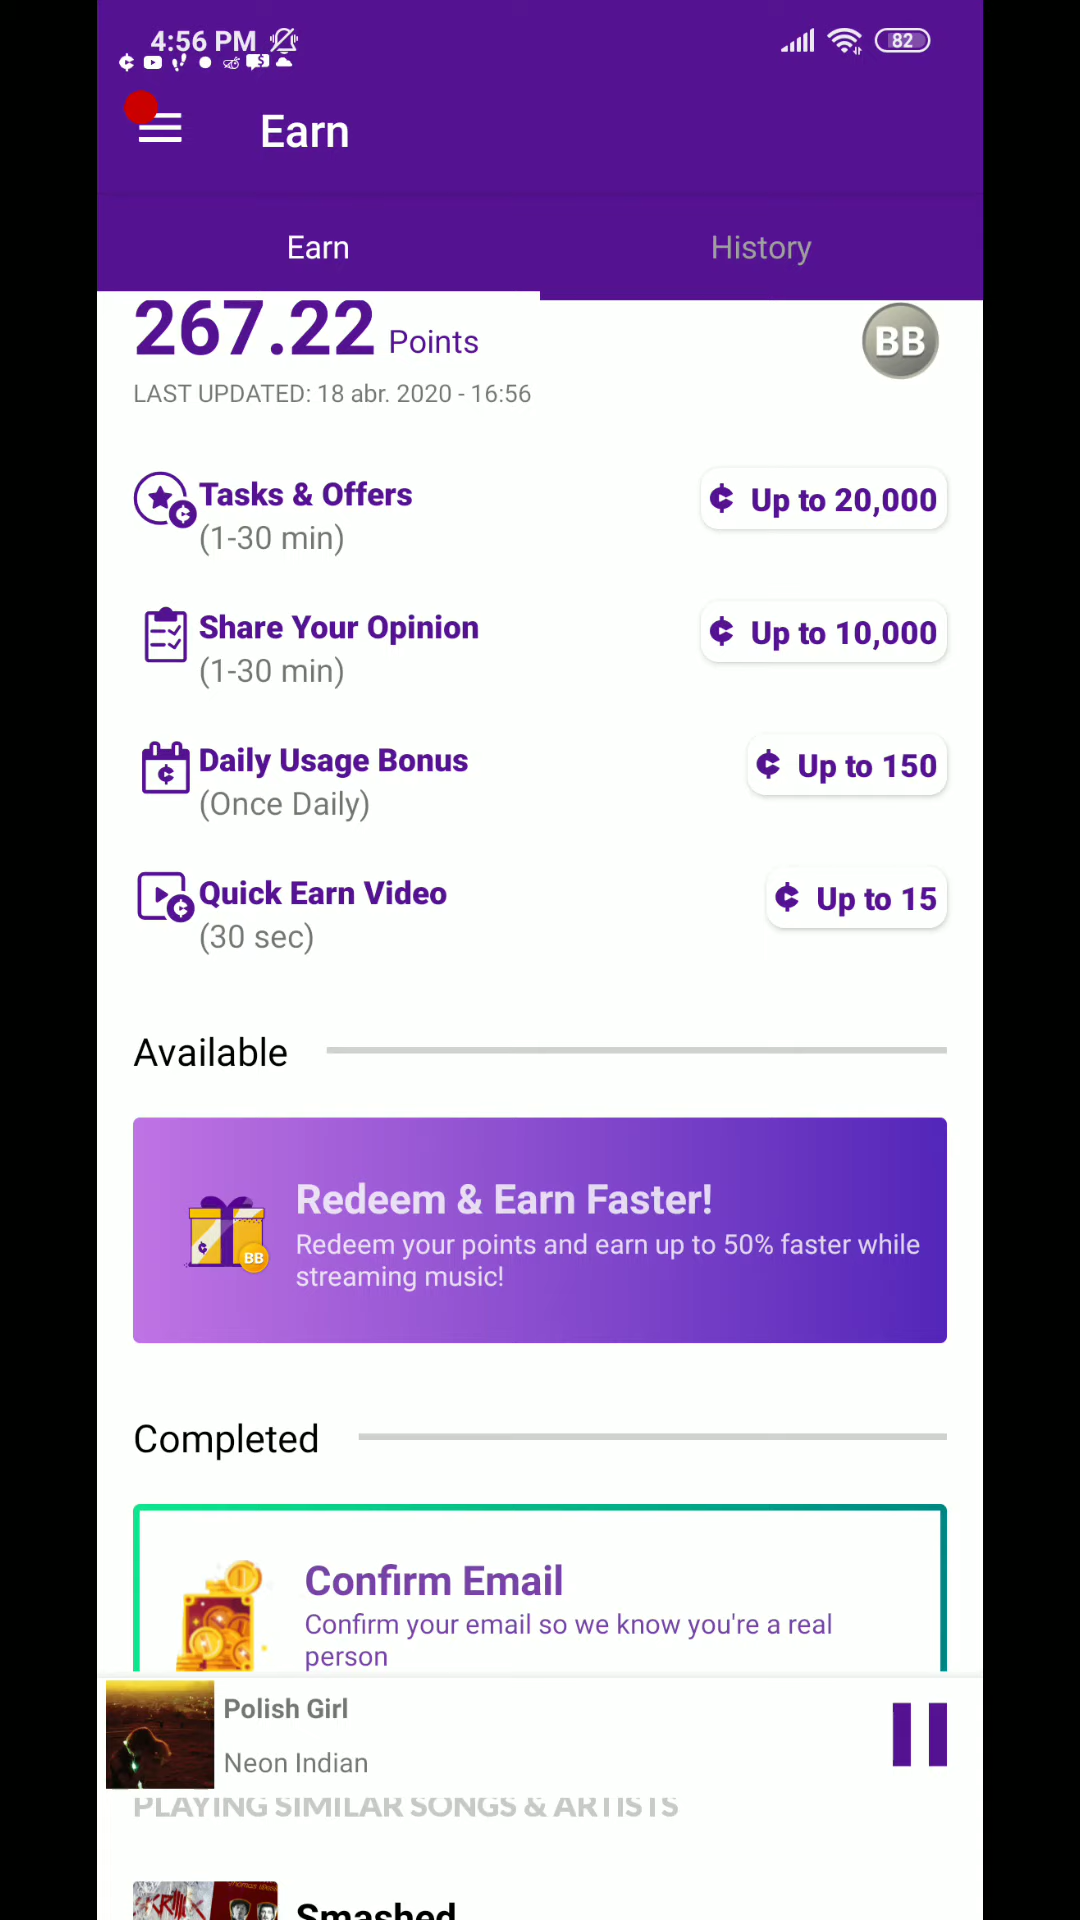 4:56 PM
82
Earn
Earn
History
267.22 Points
BB
LAST UPDATED: 18 abr. 2020 - 16:56
Tasks & Offers
Up to 20,000
(1-30 min)
Share Your Opinion
Up to 10,000
(1-30 min)
Daily Usage Bonus
Up to 150
(Once Daily)
Quick Earn Video
Up to 15
(30 sec)
Available
Redeem & Earn Faster!
Redeem your points and earn up to 50% faster while
streaming music!
BB
Completed
Confirm Email
Confirm your email so we know you're a real
person
Polish Girl
Neon Indian
PLAYING SIMILAR SONGS & ARTISTS
Smashed